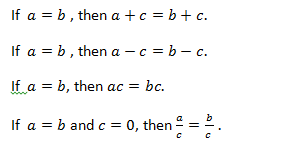 If a = b , then a + c = b + c.
If a = b , then a − c = b − c.
If a = b, then ac = bc.
If a = b and c = 0, then a/c = b/c .